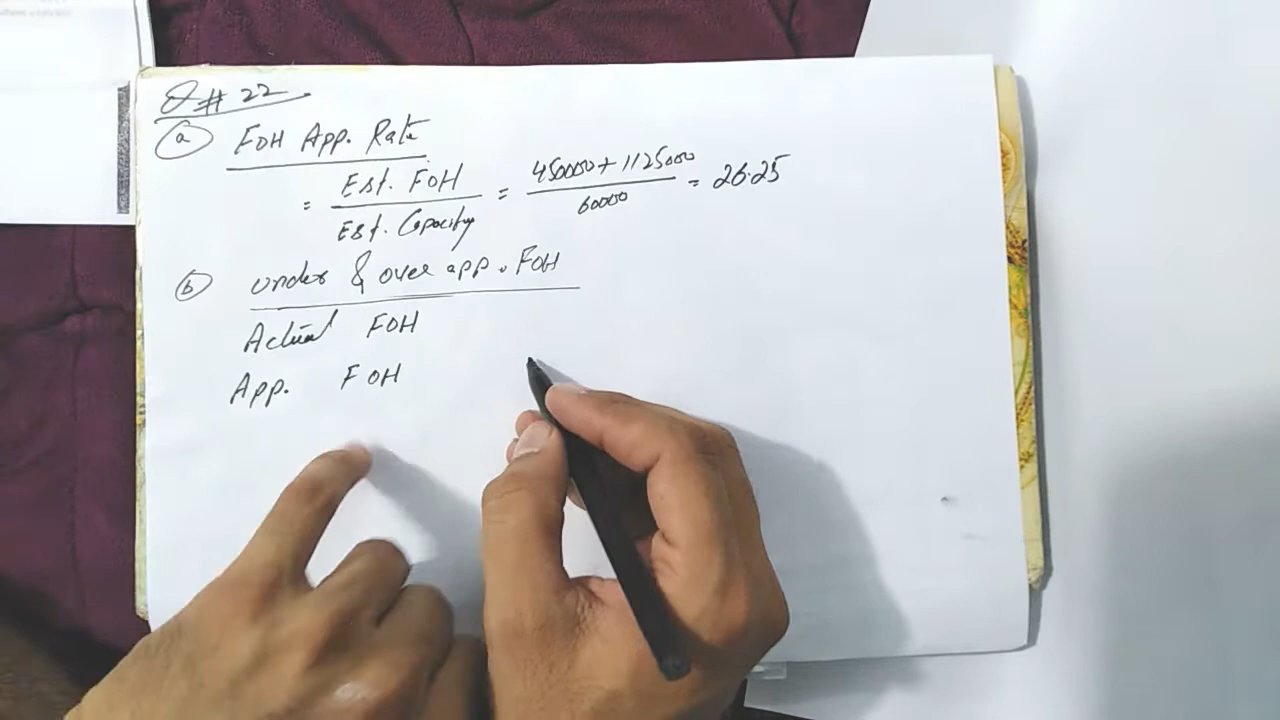 Q # 22
(a) FOH App. Rate
= Est. FOH / Est. Capacity = 450000 + 1125000 / 60000 = 26.25
(b) under & over app. FOH
Actual FOH
App. FOH